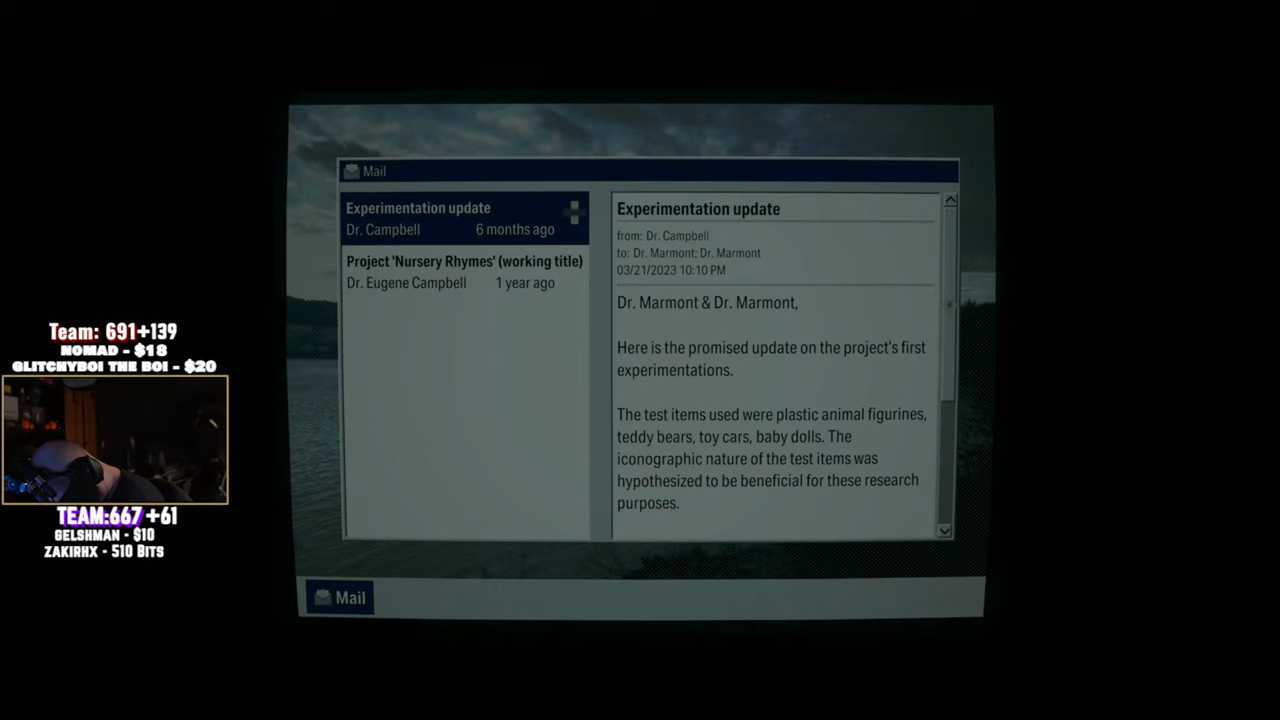 Mail
Experimentation update
Dr. Campbell 6 months ago
Project 'Nursery Rhymes' (working title)
Dr. Eugene Campbell 1 year ago
Experimentation update
from: Dr. Campbell
to: Dr. Marmont; Dr. Marmont
03/21/2023 10:10 PM
Dr. Marmont & Dr. Marmont,
Here is the promised update on the project's first
experimentations.
The test items used were plastic animal figurines,
teddy bears, toy cars, baby dolls. The
iconographic nature of the test items was
hypothesized to be beneficial for these research
purposes.
Mail
Team: 691+139
NOMAD - $18
GLITCHYBOI THE BOI - $20
TEAM:667 +61
GELSHMAN - $10
ZAKIRHX - 510 BITS